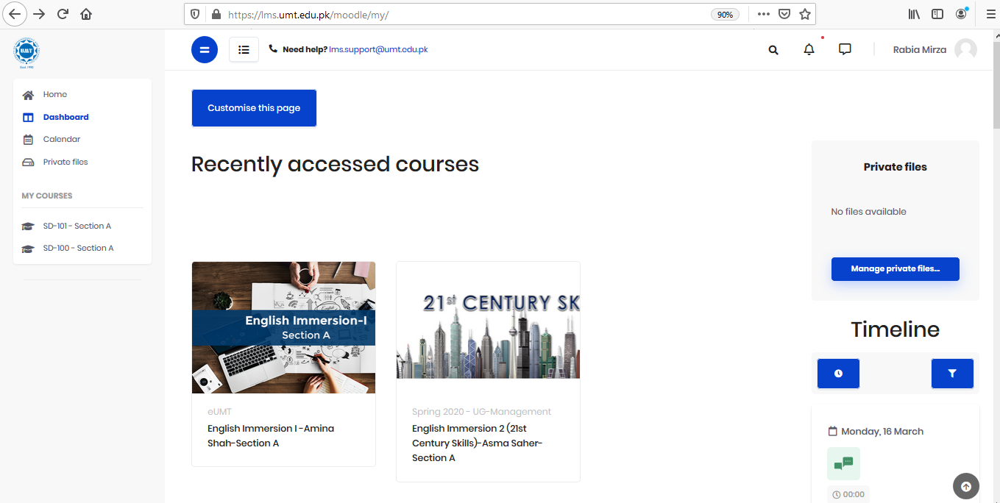 https://lms.umt.edu.pk/moodle/my/
90%
UMT
Need help? lms.support@umt.edu.pk
Rabia Mirza
Home
Dashboard
Calendar
Private files
MY COURSES
SD-101 - Section A
SD-100 - Section A
Customise this page
Recently accessed courses
English Immersion-I
Section A
eUMT
English Immersion I -Amina
Shah-Section A
21st CENTURY SK
Spring 2020 - UG-Management
English Immersion 2 (21st
Century Skills)-Asma Saher-
Section A
Private files
No files available
Manage private files...
Timeline
Monday, 16 March
00:00